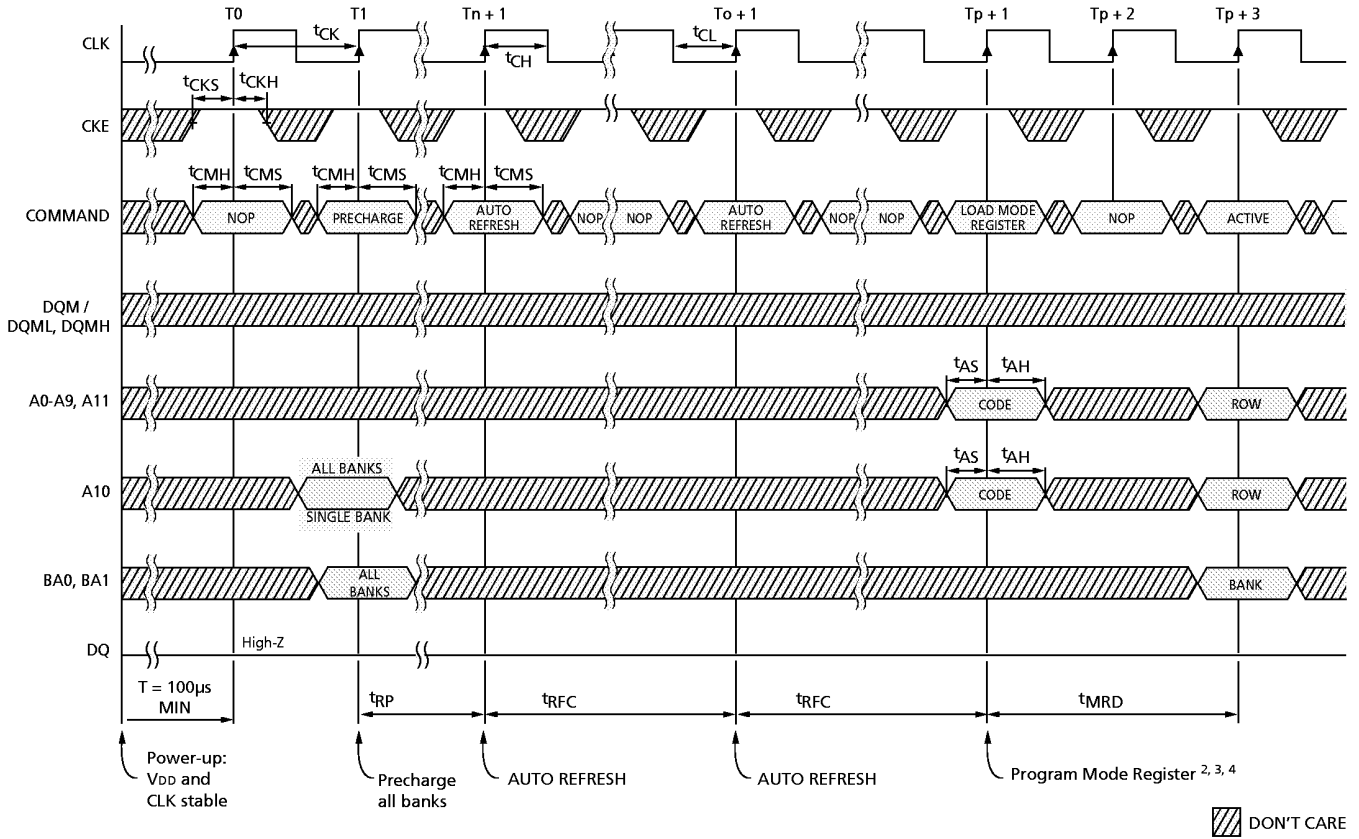 T0 T1 Tn + 1 To + 1 Tp + 1 Tp + 2 Tp + 3
CLK
tCK
tCH
tCL
tCKS tCKH
CKE
tCMH tCMS tCMH tCMS tCMH tCMS
COMMAND
NOP PRECHARGE AUTO REFRESH NOP NOP AUTO REFRESH NOP NOP LOAD MODE REGISTER NOP ACTIVE
DQM /
DQML, DQMH
tAS tAH
A0-A9, A11
CODE ROW
ALL BANKS
tAS tAH
A10
CODE ROW
SINGLE BANK
BA0, BA1
ALL BANKS
BANK
High-Z
DQ
T = 100µs
MIN
tRP tRFC tRFC tMRD
Power-up:
VDD and
CLK stable
Precharge
all banks
AUTO REFRESH
AUTO REFRESH
Program Mode Register 2, 3, 4
DON'T CARE